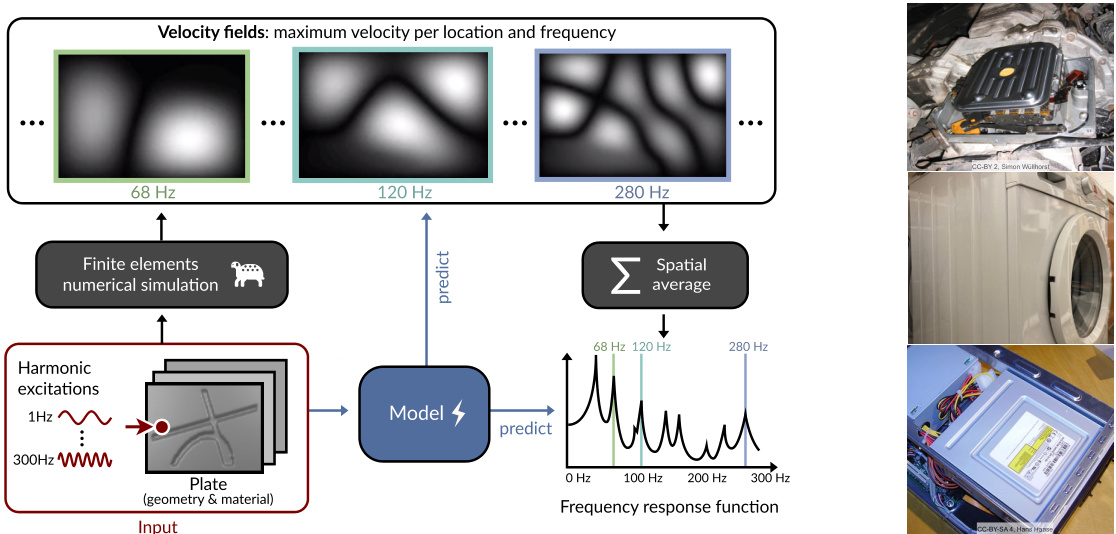 Velocity fields: maximum velocity per location and frequency
68 Hz
120 Hz
280 Hz
Finite elements
numerical simulation
predict
Spatial
average
Harmonic
excitations
1Hz
300Hz
Plate
(geometry & material)
Input
Model
predict
68 Hz
120 Hz
280 Hz
0 Hz
100 Hz
200 Hz
300 Hz
Frequency response function
CC-BY 2, Simon Wüllhorst
CC-BY-SA 4, Hans Haase